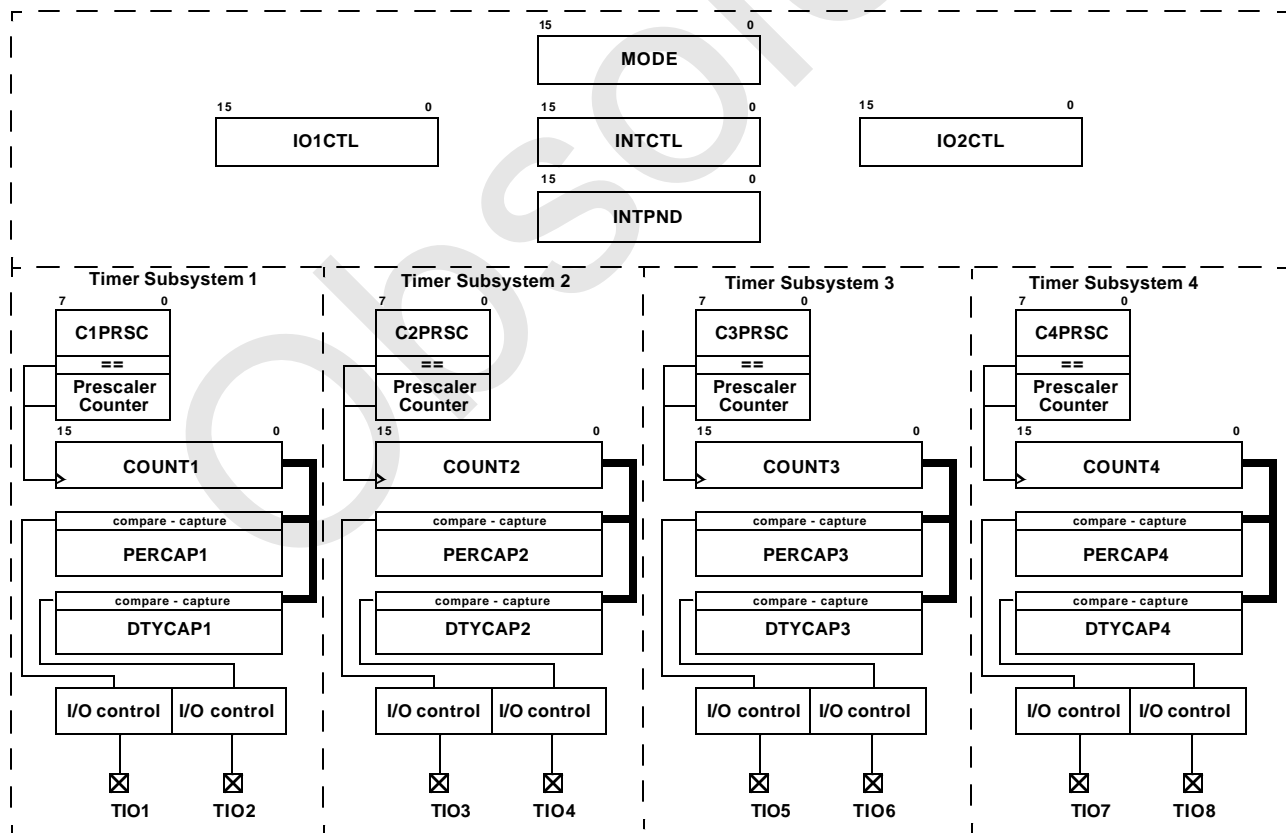 15 0
MODE
15 0 15 0 15 0
IO1CTL INTCTL IO2CTL
15 0
INTPND
Timer Subsystem 1 Timer Subsystem 2 Timer Subsystem 3 Timer Subsystem 4
7 0 7 0 7 0 7 0
C1PRSC C2PRSC C3PRSC C4PRSC
== == == ==
Prescaler Prescaler Prescaler Prescaler
Counter Counter Counter Counter
15 0 15 0 15 0 15 0
COUNT1 COUNT2 COUNT3 COUNT4
compare - capture compare - capture compare - capture compare - capture
PERCAP1 PERCAP2 PERCAP3 PERCAP4
compare - capture compare - capture compare - capture compare - capture
DTYCAP1 DTYCAP2 DTYCAP3 DTYCAP4
I/O control I/O control I/O control I/O control I/O control I/O control I/O control I/O control
TIO1 TIO2 TIO3 TIO4 TIO5 TIO6 TIO7 TIO8
Obsol